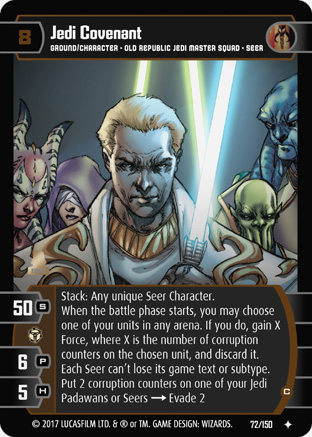 8
Jedi Covenant
GROUND/CHARACTER - OLD REPUBLIC JEDI MASTER SQUAD - SEER
50 S
6 P
5 H
Stack: Any unique Seer Character.
When the battle phase starts, you may choose
one of your units in any arena. If you do, gain X
Force, where X is the number of corruption
counters on the chosen unit, and discard it.
Each Seer can't lose its game text or subtype.
Put 2 corruption counters on one of your Jedi
Padawans or Seers → Evade 2
C
© 2017 LUCASFILM LTD. & ® or TM. GAME DESIGN: WIZARDS.
72/150